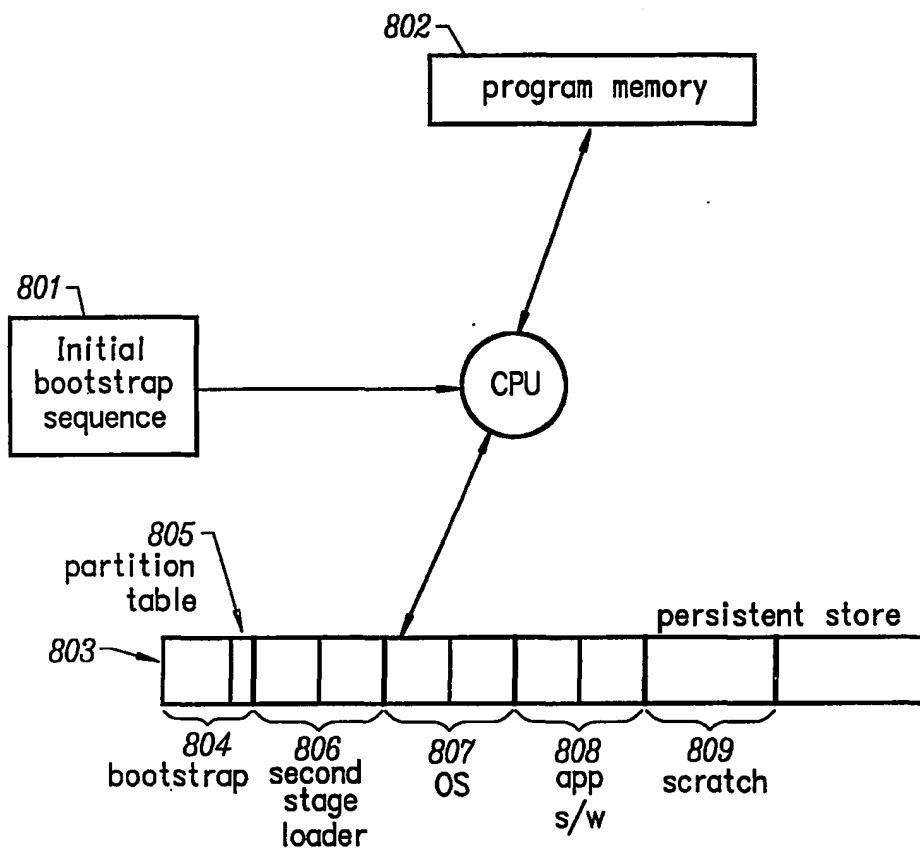 802
program memory
801
Initial
bootstrap
sequence
CPU
805
partition
table
persistent store
803
804
bootstrap
806
second
stage
loader
807
OS
808
app
s/w
809
scratch